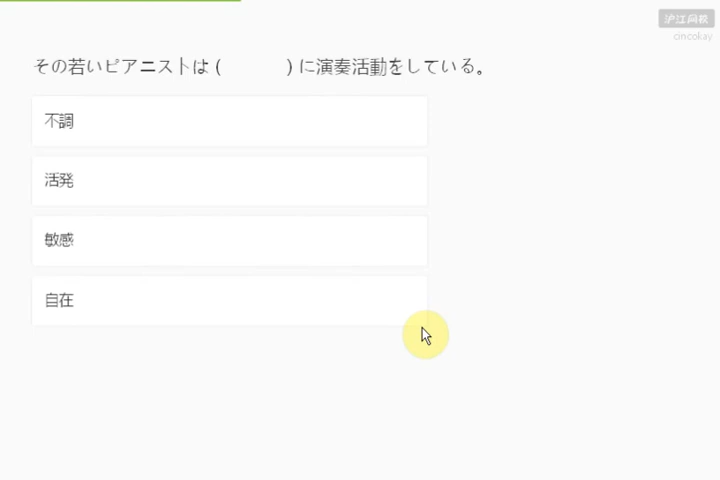 沪江网校
cincokay
その若いピアニストは (　　　) に演奏活動をしている。
不調
活発
敏感
自在